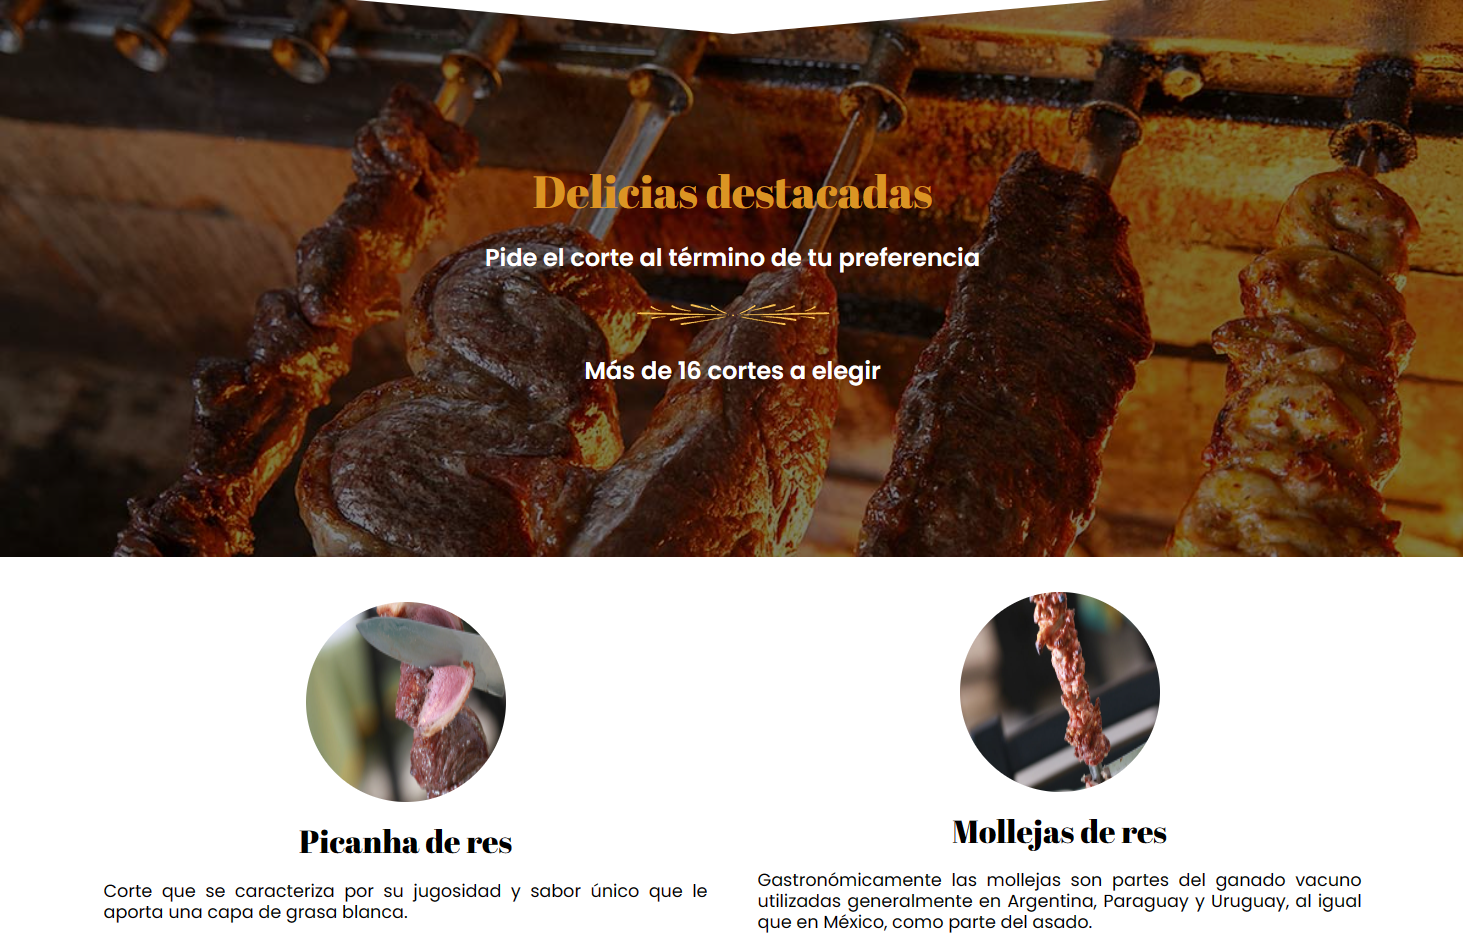 Delicias destacadas
Pide el corte al término de tu preferencia
Más de 16 cortes a elegir
Picanha de res
Corte que se caracteriza por su jugosidad y sabor único que le
aporta una capa de grasa blanca.
Mollejas de res
Gastronómicamente las mollejas son partes del ganado vacuno
utilizadas generalmente en Argentina, Paraguay y Uruguay, al igual
que en México, como parte del asado.